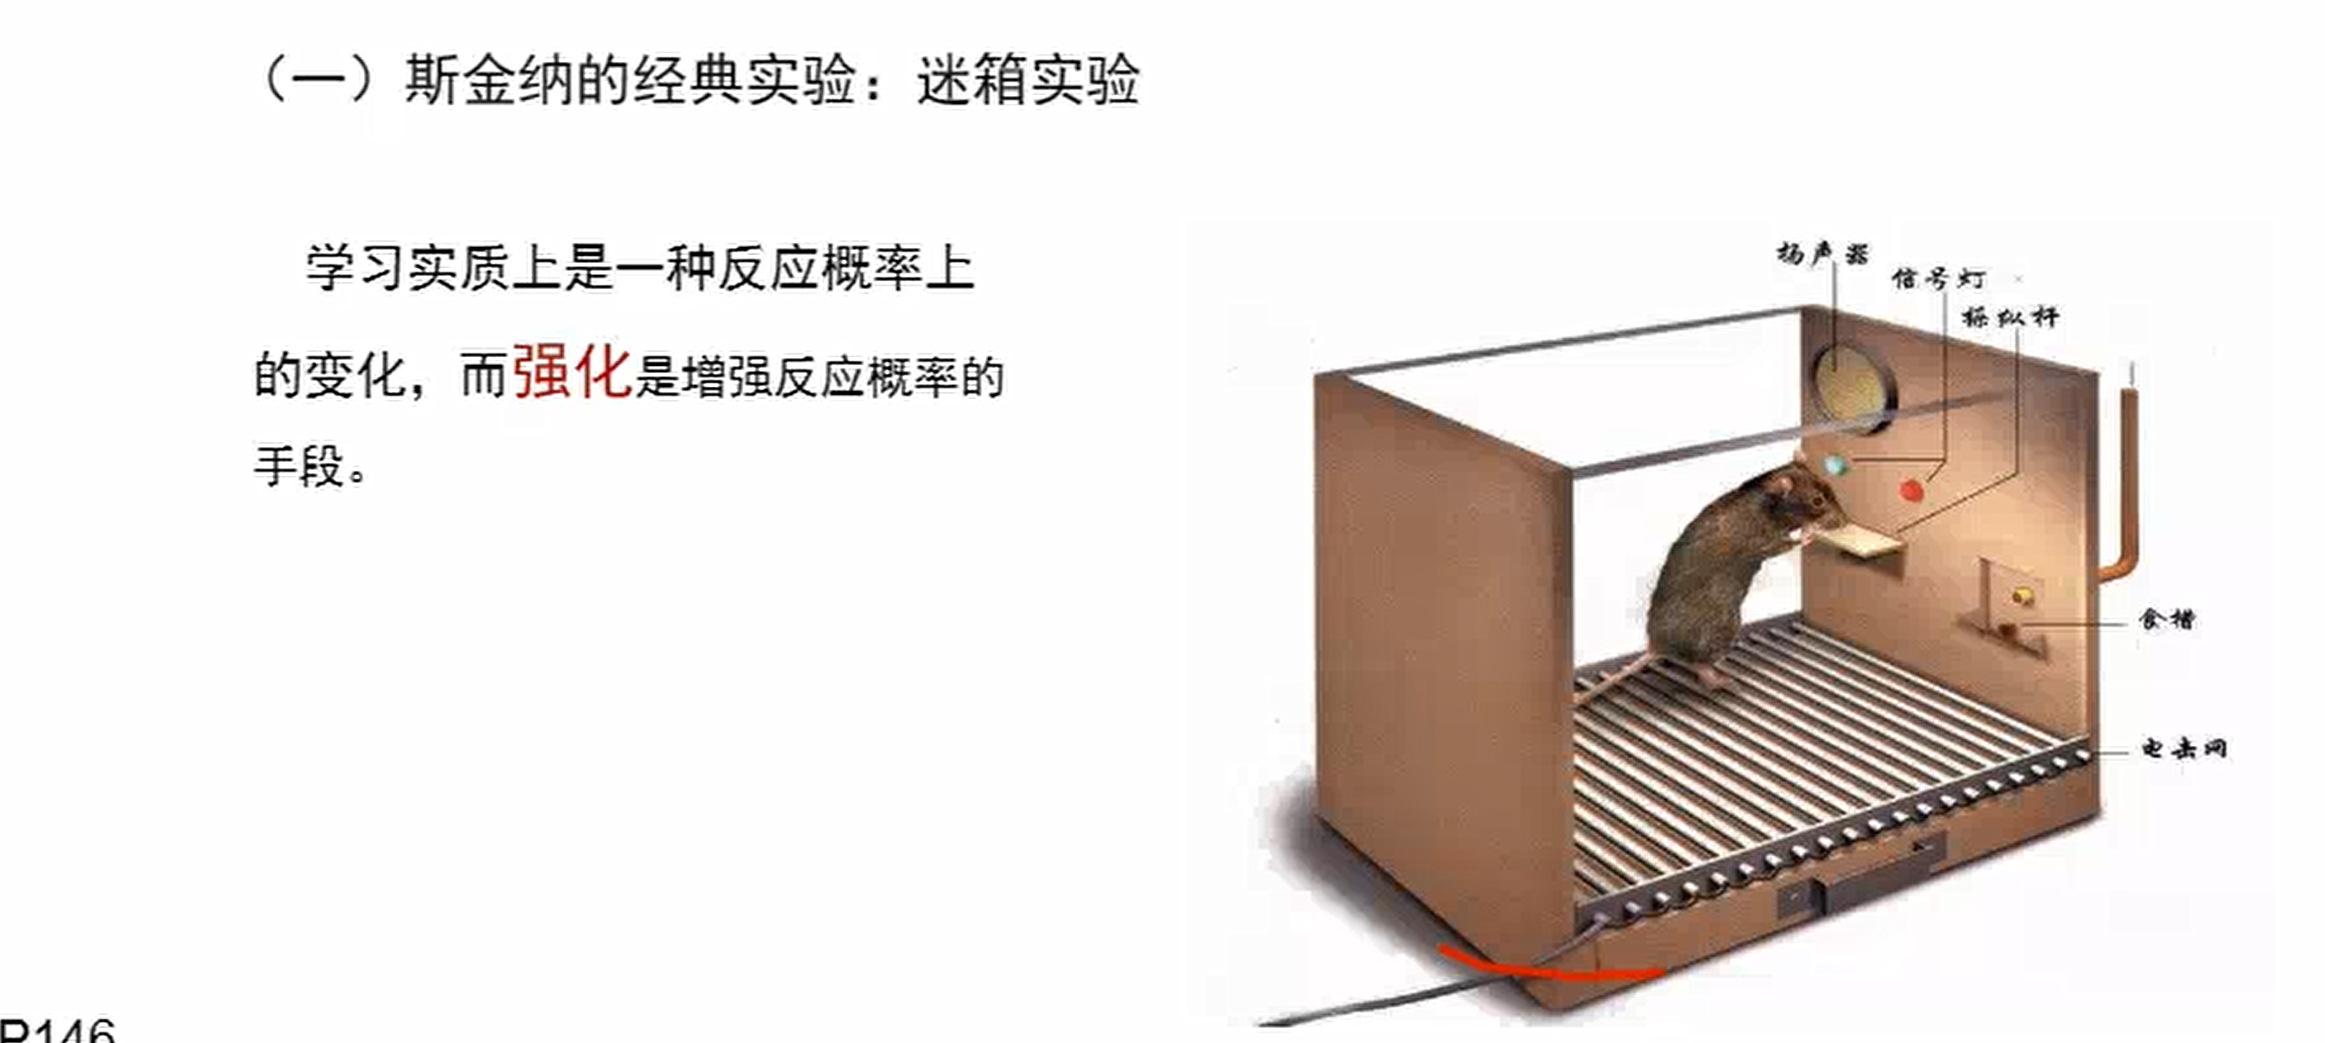 （一）斯金纳的经典实验：迷箱实验
学习实质上是一种反应概率上
的变化，而强化是增强反应概率的
手段。
扬声器
信号灯
操纵杆
食槽
电击网
P146